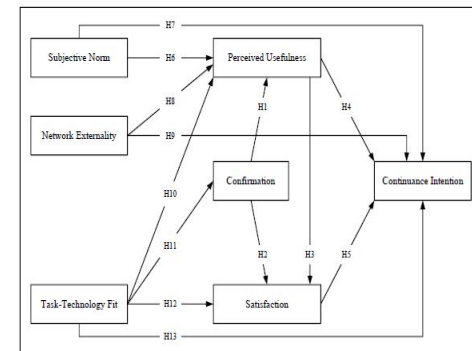 H7
Subjective Norm
H6
Perceived Usefulness
H8
H1
H4
Network Externality
H9
H10
Confirmation
Continuance Intention
H11
H2
H3
H5
Task-Technology Fit
H12
Satisfaction
H13